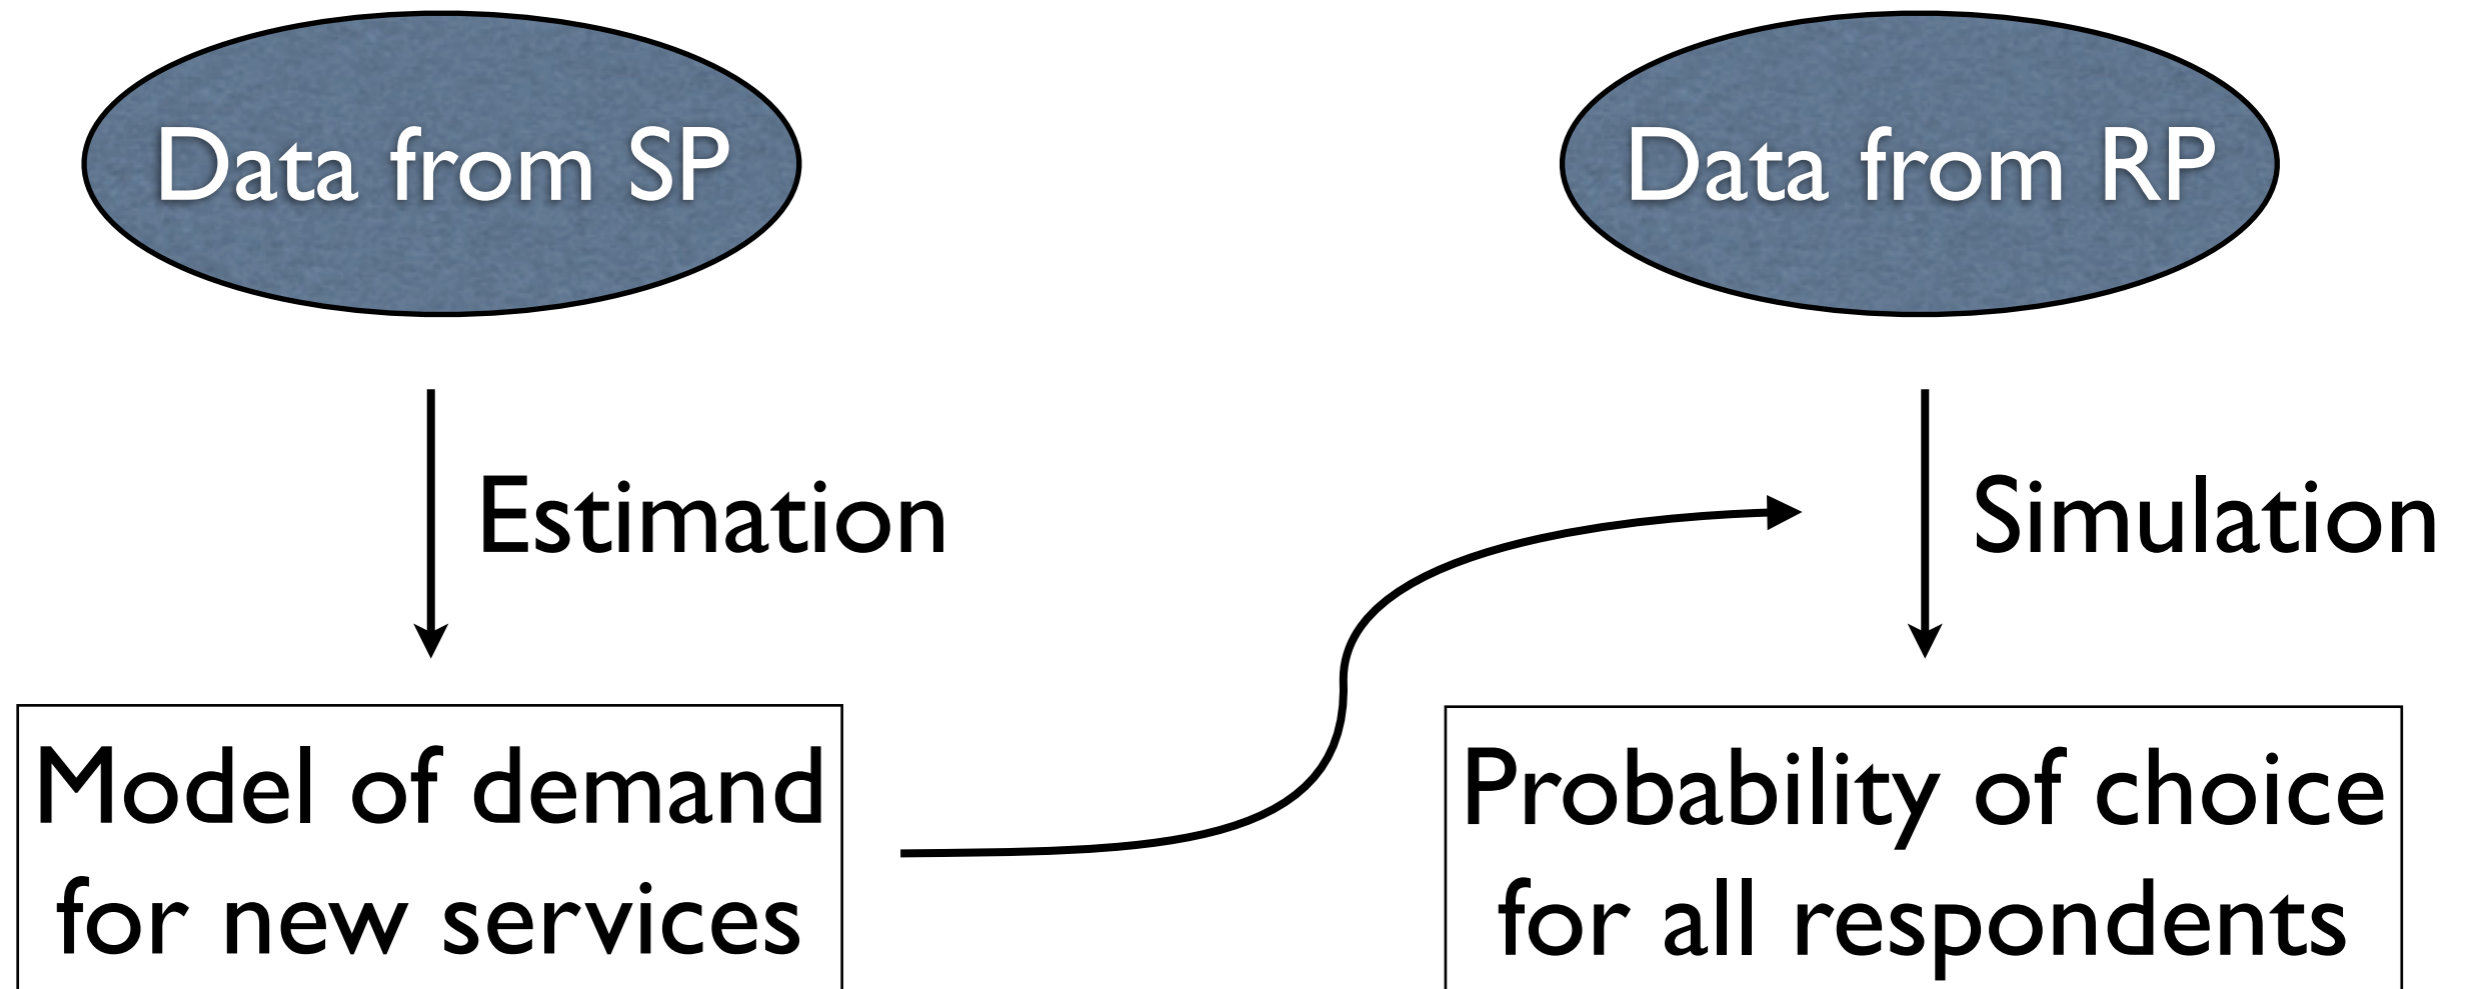 Data from SP
Data from RP
Estimation
Simulation
Model of demand
for new services
Probability of choice
for all respondents